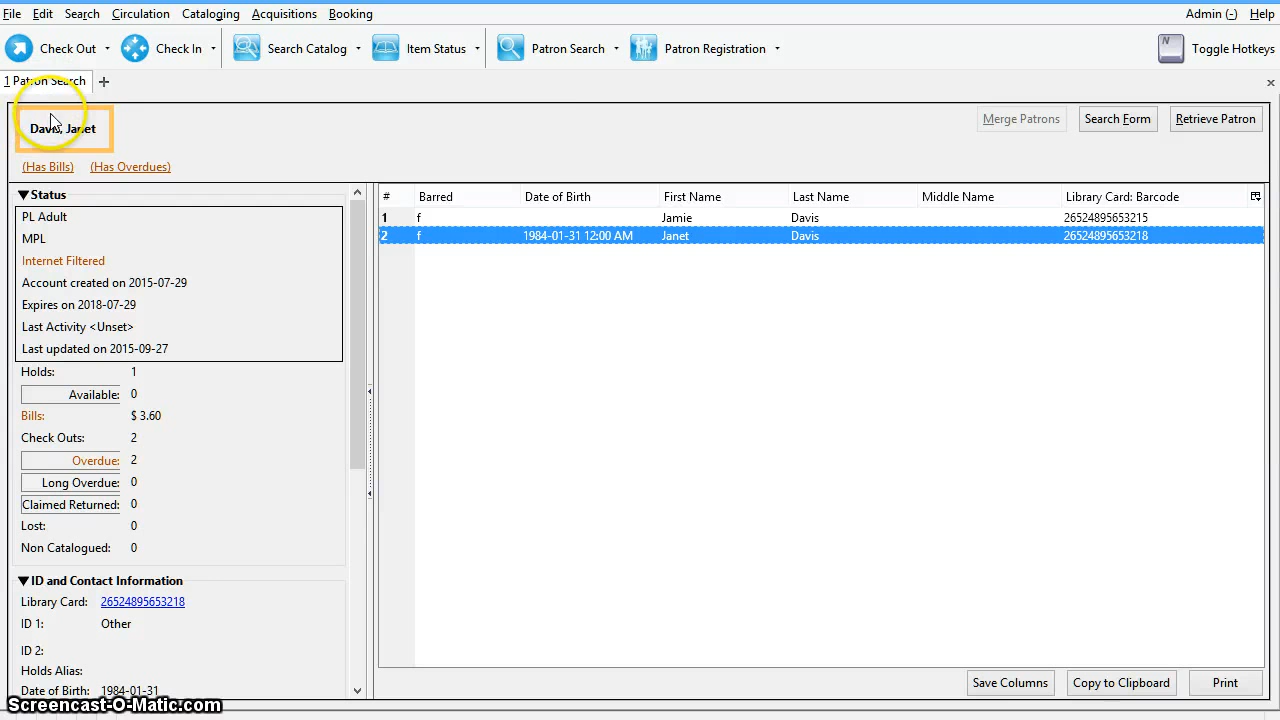 File Edit Search Circulation Cataloging Acquisitions Booking Admin (-) Help
Check Out Check In Search Catalog Item Status Patron Search Patron Registration N Toggle Hotkeys
1 Patron Search
Davis, Janet
Merge Patrons Search Form Retrieve Patron
(Has Bills) (Has Overdues)
Status
PL Adult
MPL
Internet Filtered
Account created on 2015-07-29
Expires on 2018-07-29
Last Activity <Unset>
Last updated on 2015-09-27
Holds: 1
Available: 0
Bills: $ 3.60
Check Outs: 2
Overdue: 2
Long Overdue: 0
Claimed Returned: 0
Lost: 0
Non Catalogued: 0
ID and Contact Information
Library Card: 26524895653218
ID 1: Other
ID 2:
Holds Alias:
Date of Birth: 1984-01-31
# Barred Date of Birth First Name Last Name Middle Name Library Card: Barcode
1 f Jamie Davis 26524895653215
2 f 1984-01-31 12:00 AM Janet Davis 26524895653218
Save Columns Copy to Clipboard Print
Screencast-O-Matic.com